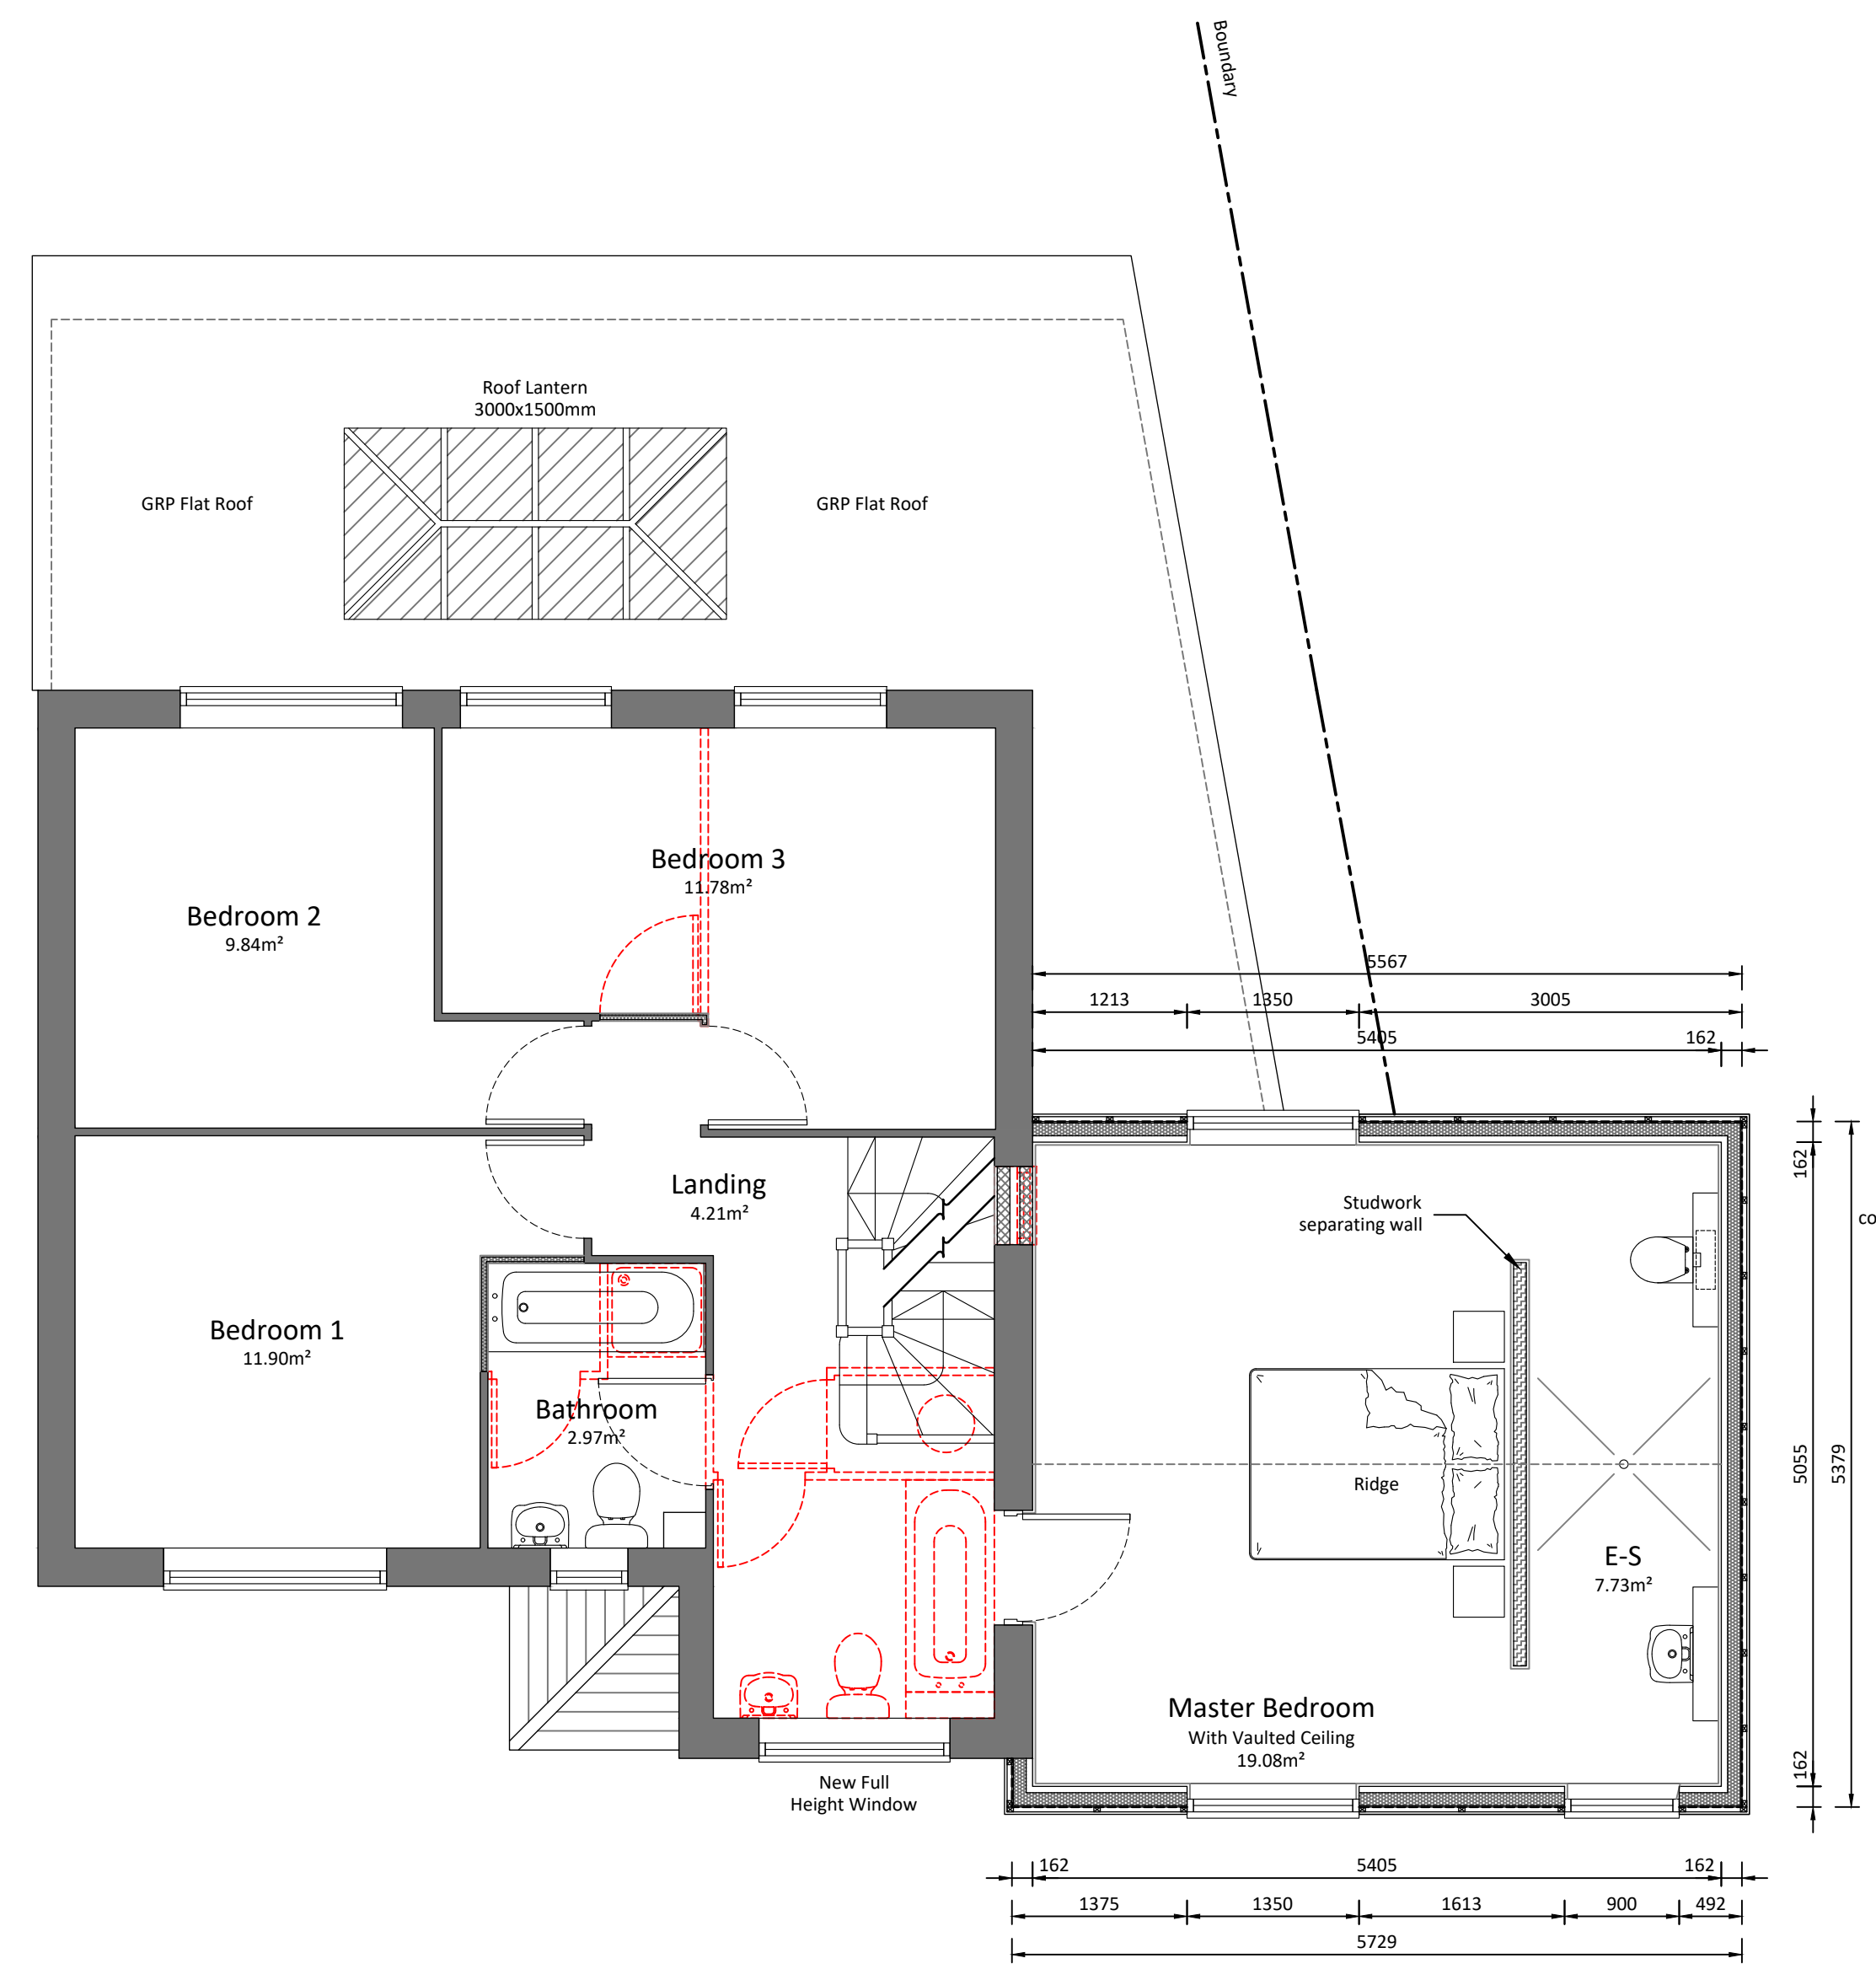 Boundary
Roof Lantern
3000x1500mm
GRP Flat Roof
GRP Flat Roof
Bedroom 3
11.78m²
Bedroom 2
9.84m²
5567
1213
1350
3005
5405
162
162
Landing
4.21m²
Studwork
separating wall
co
Bedroom 1
11.90m²
Bathroom
2.97m²
Ridge
5055
5379
E-S
7.73m²
Master Bedroom
With Vaulted Ceiling
19.08m²
162
New Full
Height Window
162
5405
162
1375
1350
1613
900
492
5729